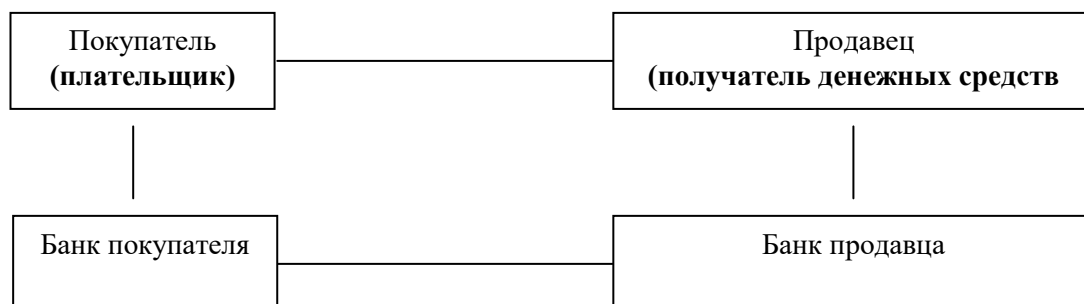 Покупатель
(плательщик)
Продавец
(получатель денежных средств
Банк покупателя
Банк продавца